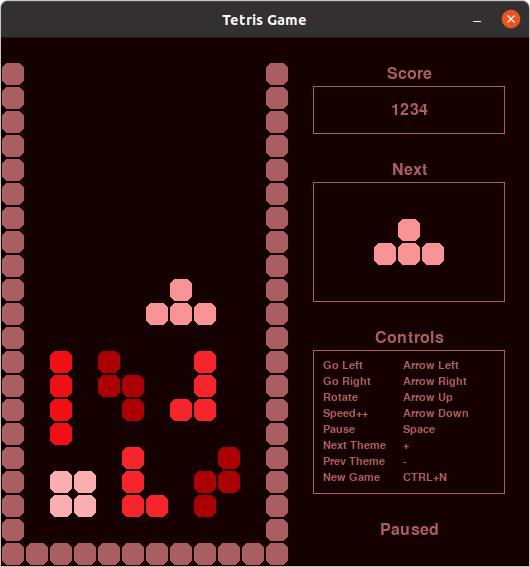 Tetris Game
Score
1234
Next
Controls
Go Left Arrow Left
Go Right Arrow Right
Rotate Arrow Up
Speed++ Arrow Down
Pause Space
Next Theme +
Prev Theme -
New Game CTRL+N
Paused